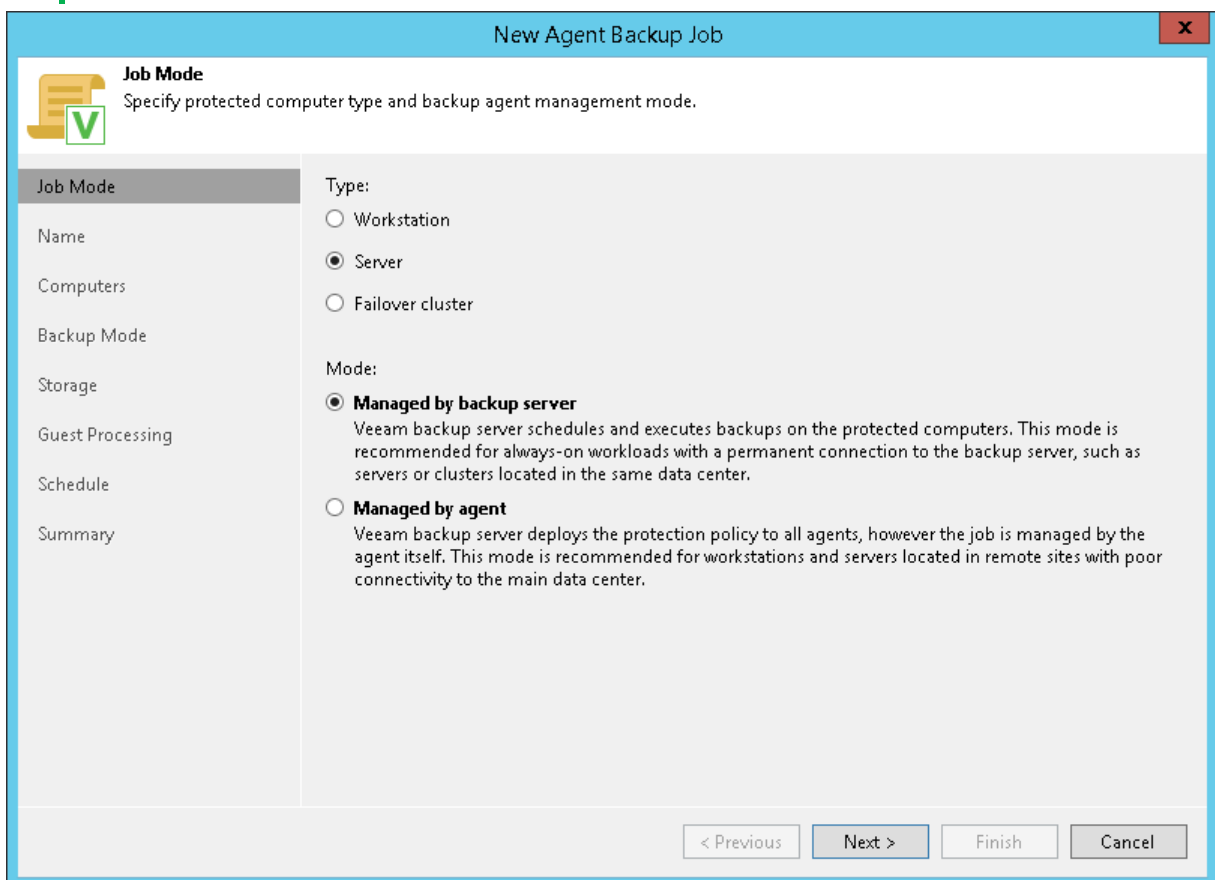 New Agent Backup Job
X
Job Mode
Specify protected computer type and backup agent management mode.
V
Job Mode
Name
Computers
Backup Mode
Storage
Guest Processing
Schedule
Summary
Type:
Workstation
Server
Failover cluster
Mode:
Managed by backup server
Veeam backup server schedules and executes backups on the protected computers. This mode is
recommended for always-on workloads with a permanent connection to the backup server, such as
servers or clusters located in the same data center.
Managed by agent
Veeam backup server deploys the protection policy to all agents, however the job is managed by the
agent itself. This mode is recommended for workstations and servers located in remote sites with poor
connectivity to the main data center.
< Previous
Next >
Finish
Cancel